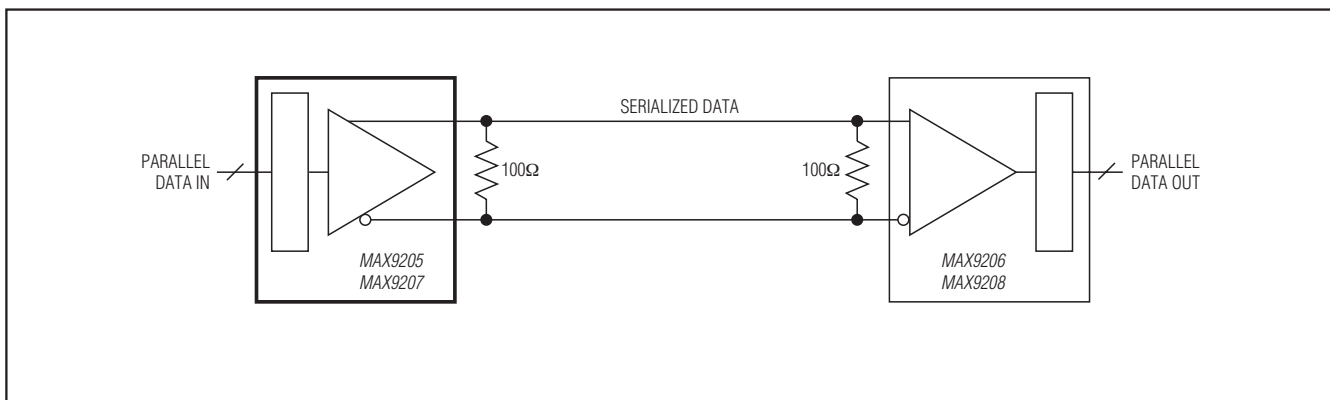 SERIALIZED DATA
PARALLEL
DATA IN
100Ω
100Ω
PARALLEL
DATA OUT
MAX9205
MAX9207
MAX9206
MAX9208